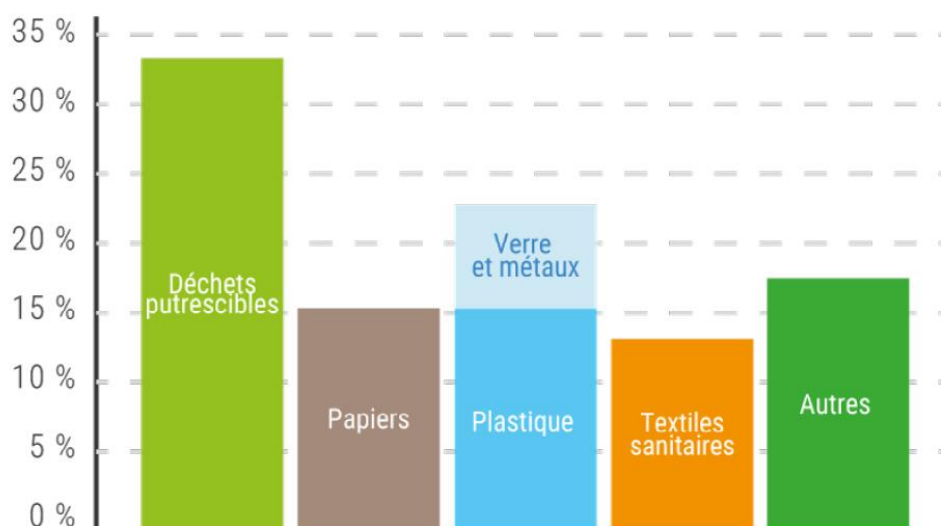 35 %
30 %
25 %
20 %
15 %
10 %
5 %
0 %
Déchets
putrescibles
Papiers
Verre
et métaux
Plastique
Textiles
sanitaires
Autres